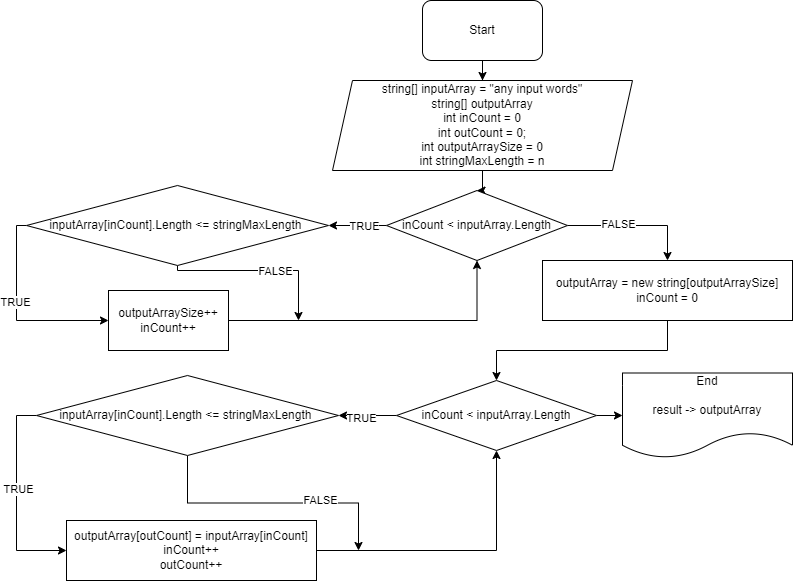 Start
string[] inputArray = "any input words"
string[] outputArray
int inCount = 0
int outCount = 0;
int outputArraySize = 0
int stringMaxLength = n
inputArray[inCount].Length <= stringMaxLength
TRUE
inCount < inputArray.Length
FALSE
FALSE
TRUE
outputArraySize++
inCount++
outputArray = new string[outputArraySize]
inCount = 0
inputArray[inCount].Length <= stringMaxLength
TRUE
inCount < inputArray.Length
End
result -> outputArray
TRUE
FALSE
outputArray[outCount] = inputArray[inCount]
inCount++
outCount++